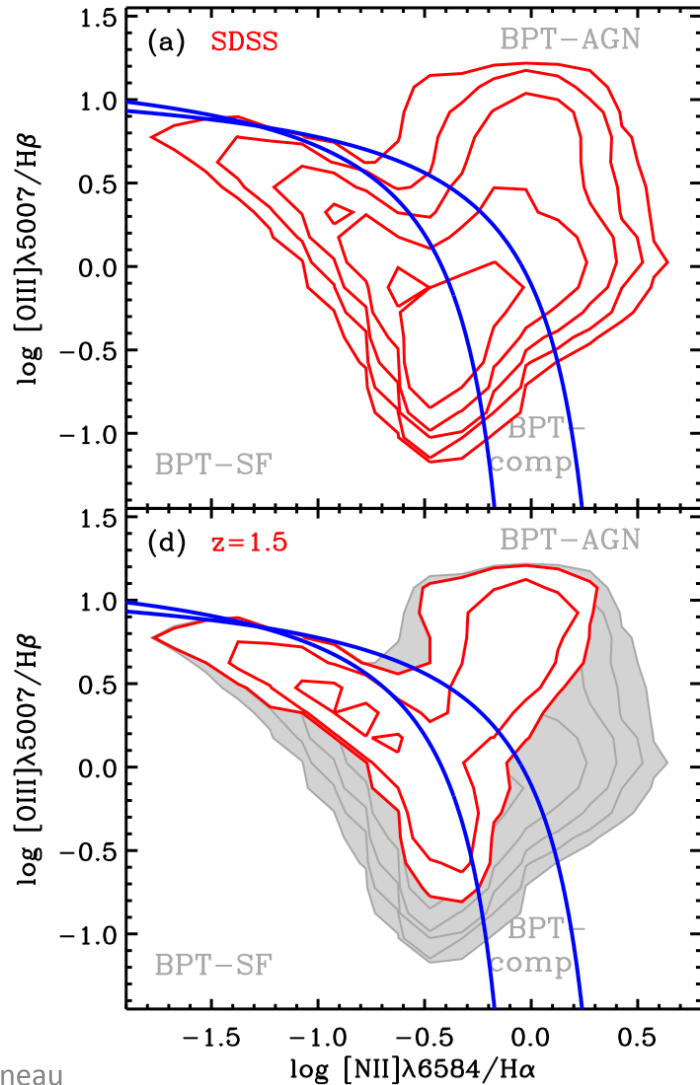 (a) SDSS BPT-AGN
1.5
1.0
0.5
0.0
-0.5
-1.0
log [OIII]λ5007/Hβ
BPT-SF
BPT-
comp
(d) z=1.5 BPT-AGN
1.5
1.0
0.5
0.0
-0.5
-1.0
log [OIII]λ5007/Hβ
BPT-SF
BPT-
comp
-1.5 -1.0 -0.5 0.0 0.5
log [NII]λ6584/Hα
neau